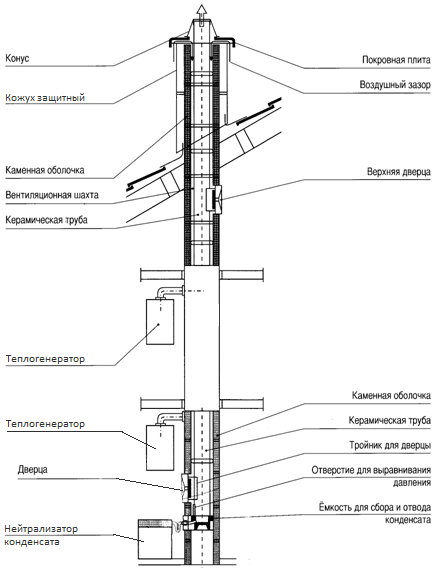 Конус
Кожух защитный
Каменная оболочка
Вентиляционная шахта
Керамическая труба
Теплогенератор
Теплогенератор
Дверца
Нейтрализатор
конденсата
Покровная плита
Воздушный зазор
Верхняя дверца
Каменная оболочка
Керамическая труба
Тройник для дверцы
Отверстие для выравнивания
давления
Ёмкость для сбора и отвода
конденсата